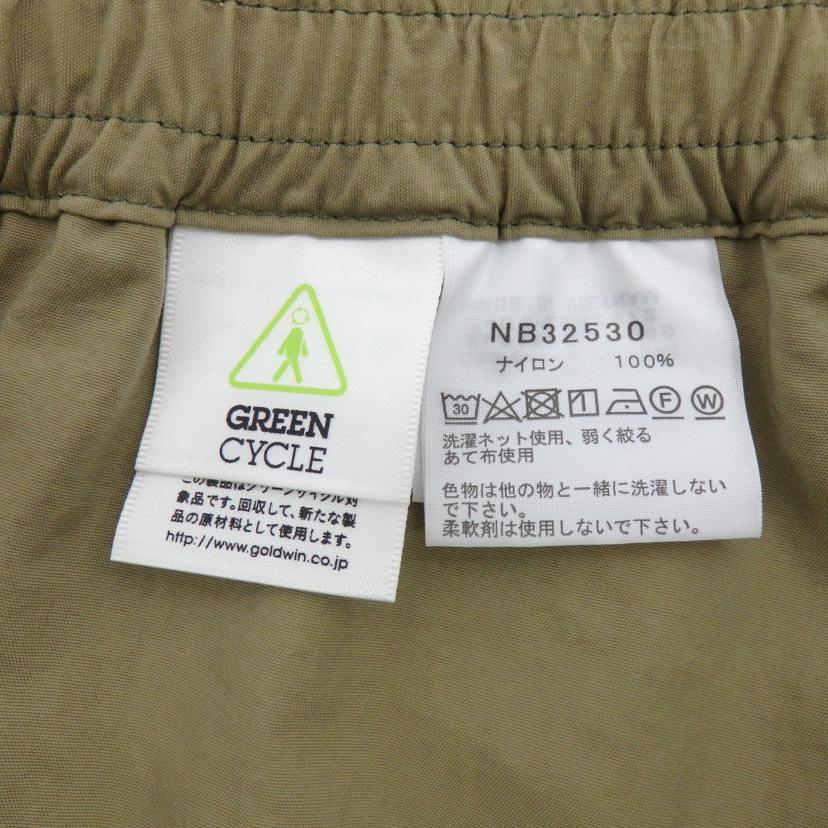 GREEN
CYCLE
この製品はグリーンサイクル対
象品です。回収して、新たな製
品の原材料として使用します。
http://www.goldwin.co.jp
MADE IN VIETNAM
NB32530
ナイロン 100%
30 F W
洗濯ネット使用、弱く絞る
あて布使用
色物は他の物と一緒に洗濯しない
で下さい。
柔軟剤は使用しないで下さい。